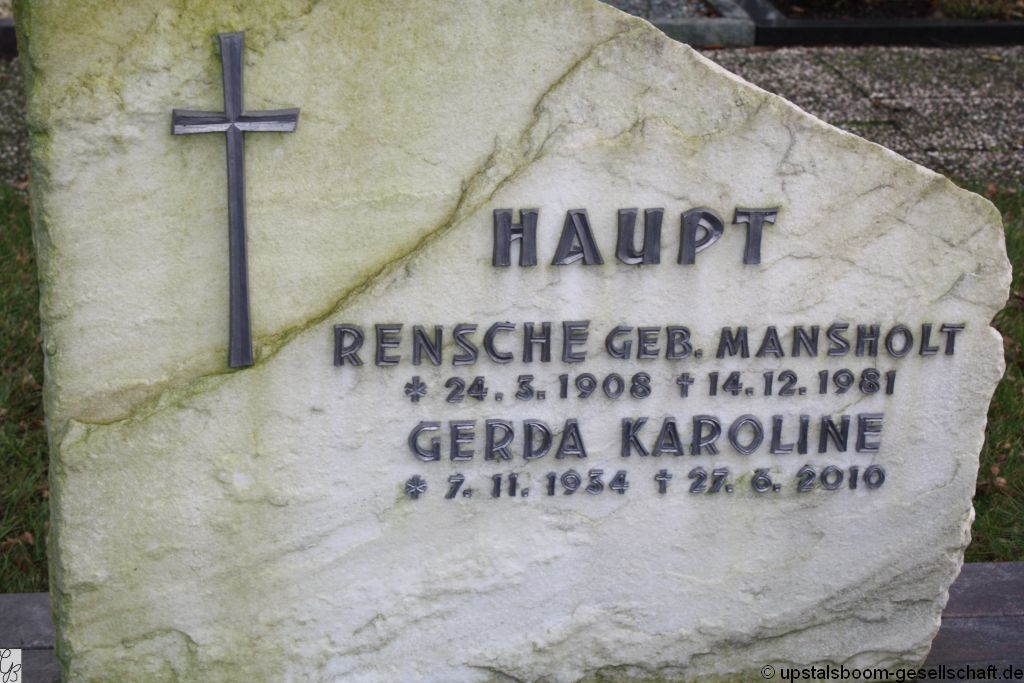 HAUPT
RENSCHE GEB. MANSHOLT
* 24. 3. 1908 † 14. 12. 1981
GERDA KAROLINE
* 7. 11. 1934 † 27. 6. 2010
© upstalsboom-gesellschaft.de